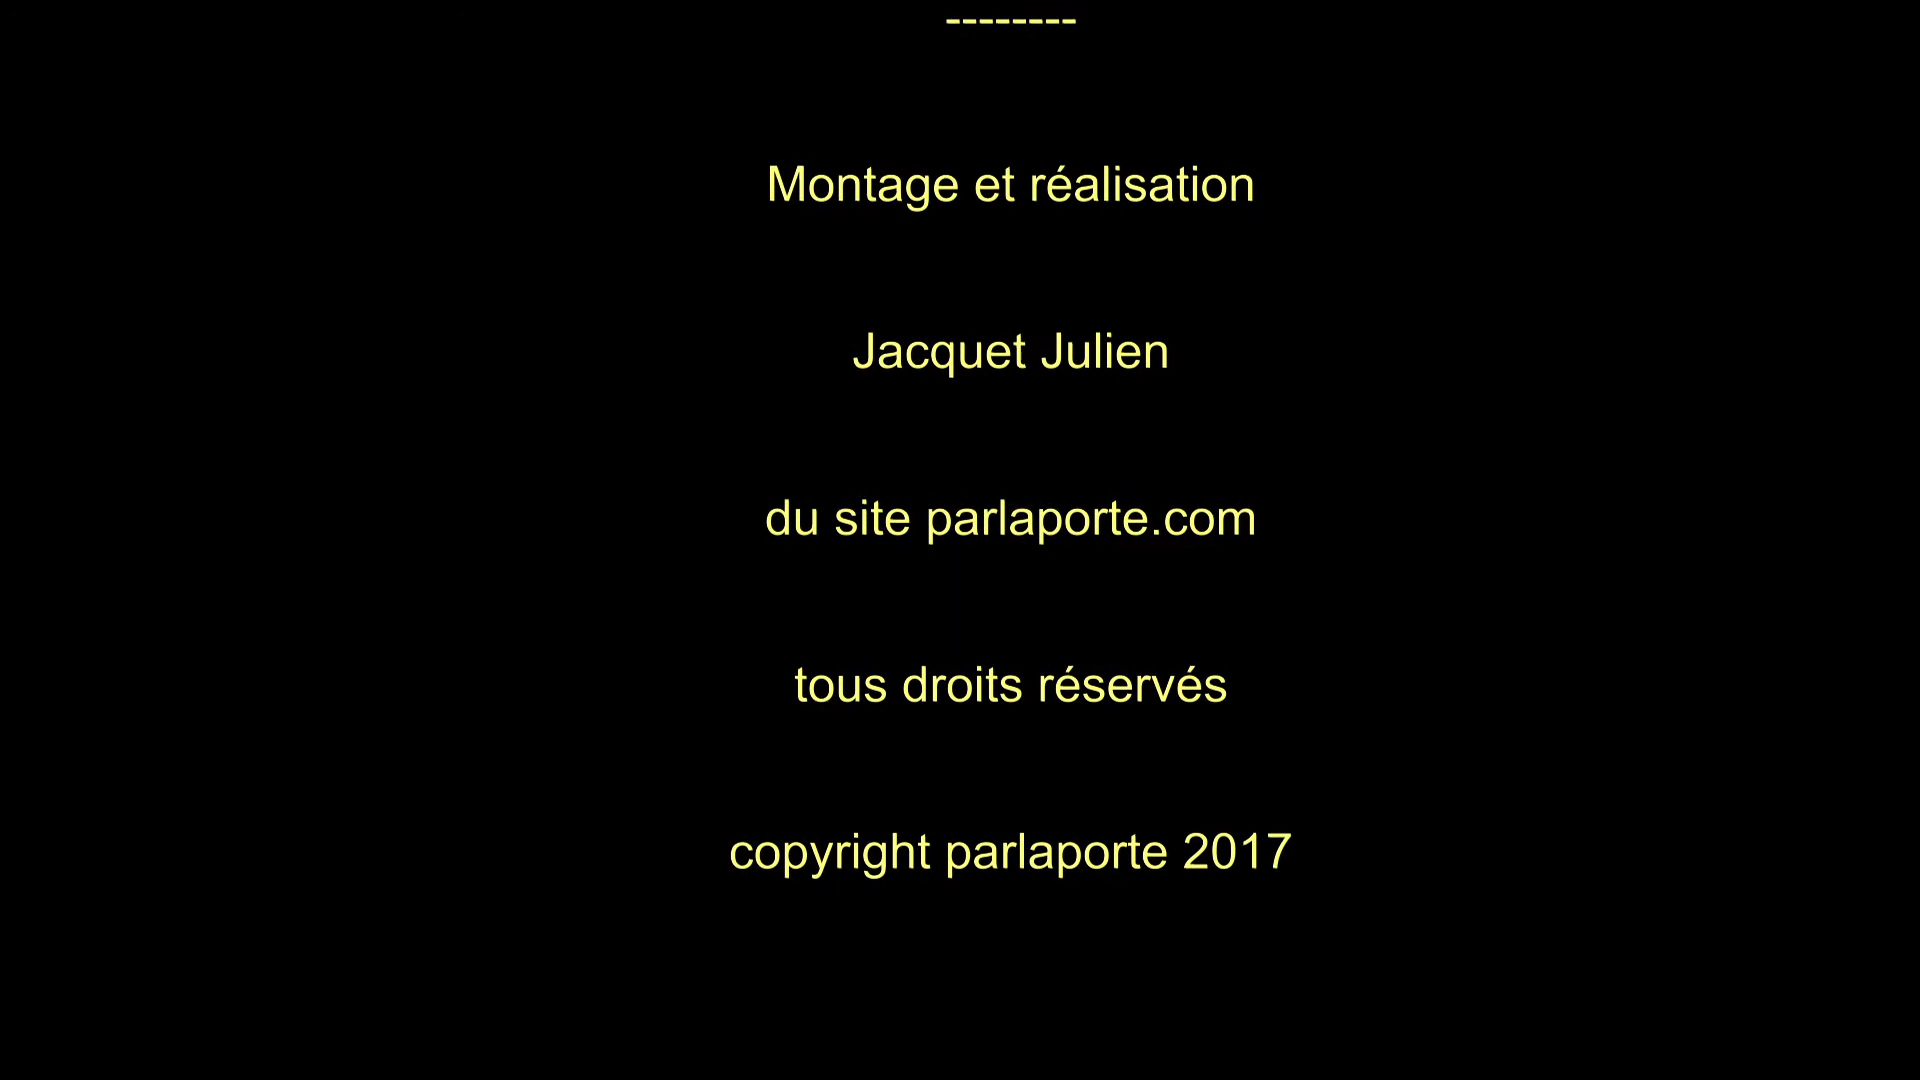 --------
Montage et réalisation
Jacquet Julien
du site parlaporte.com
tous droits réservés
copyright parlaporte 2017